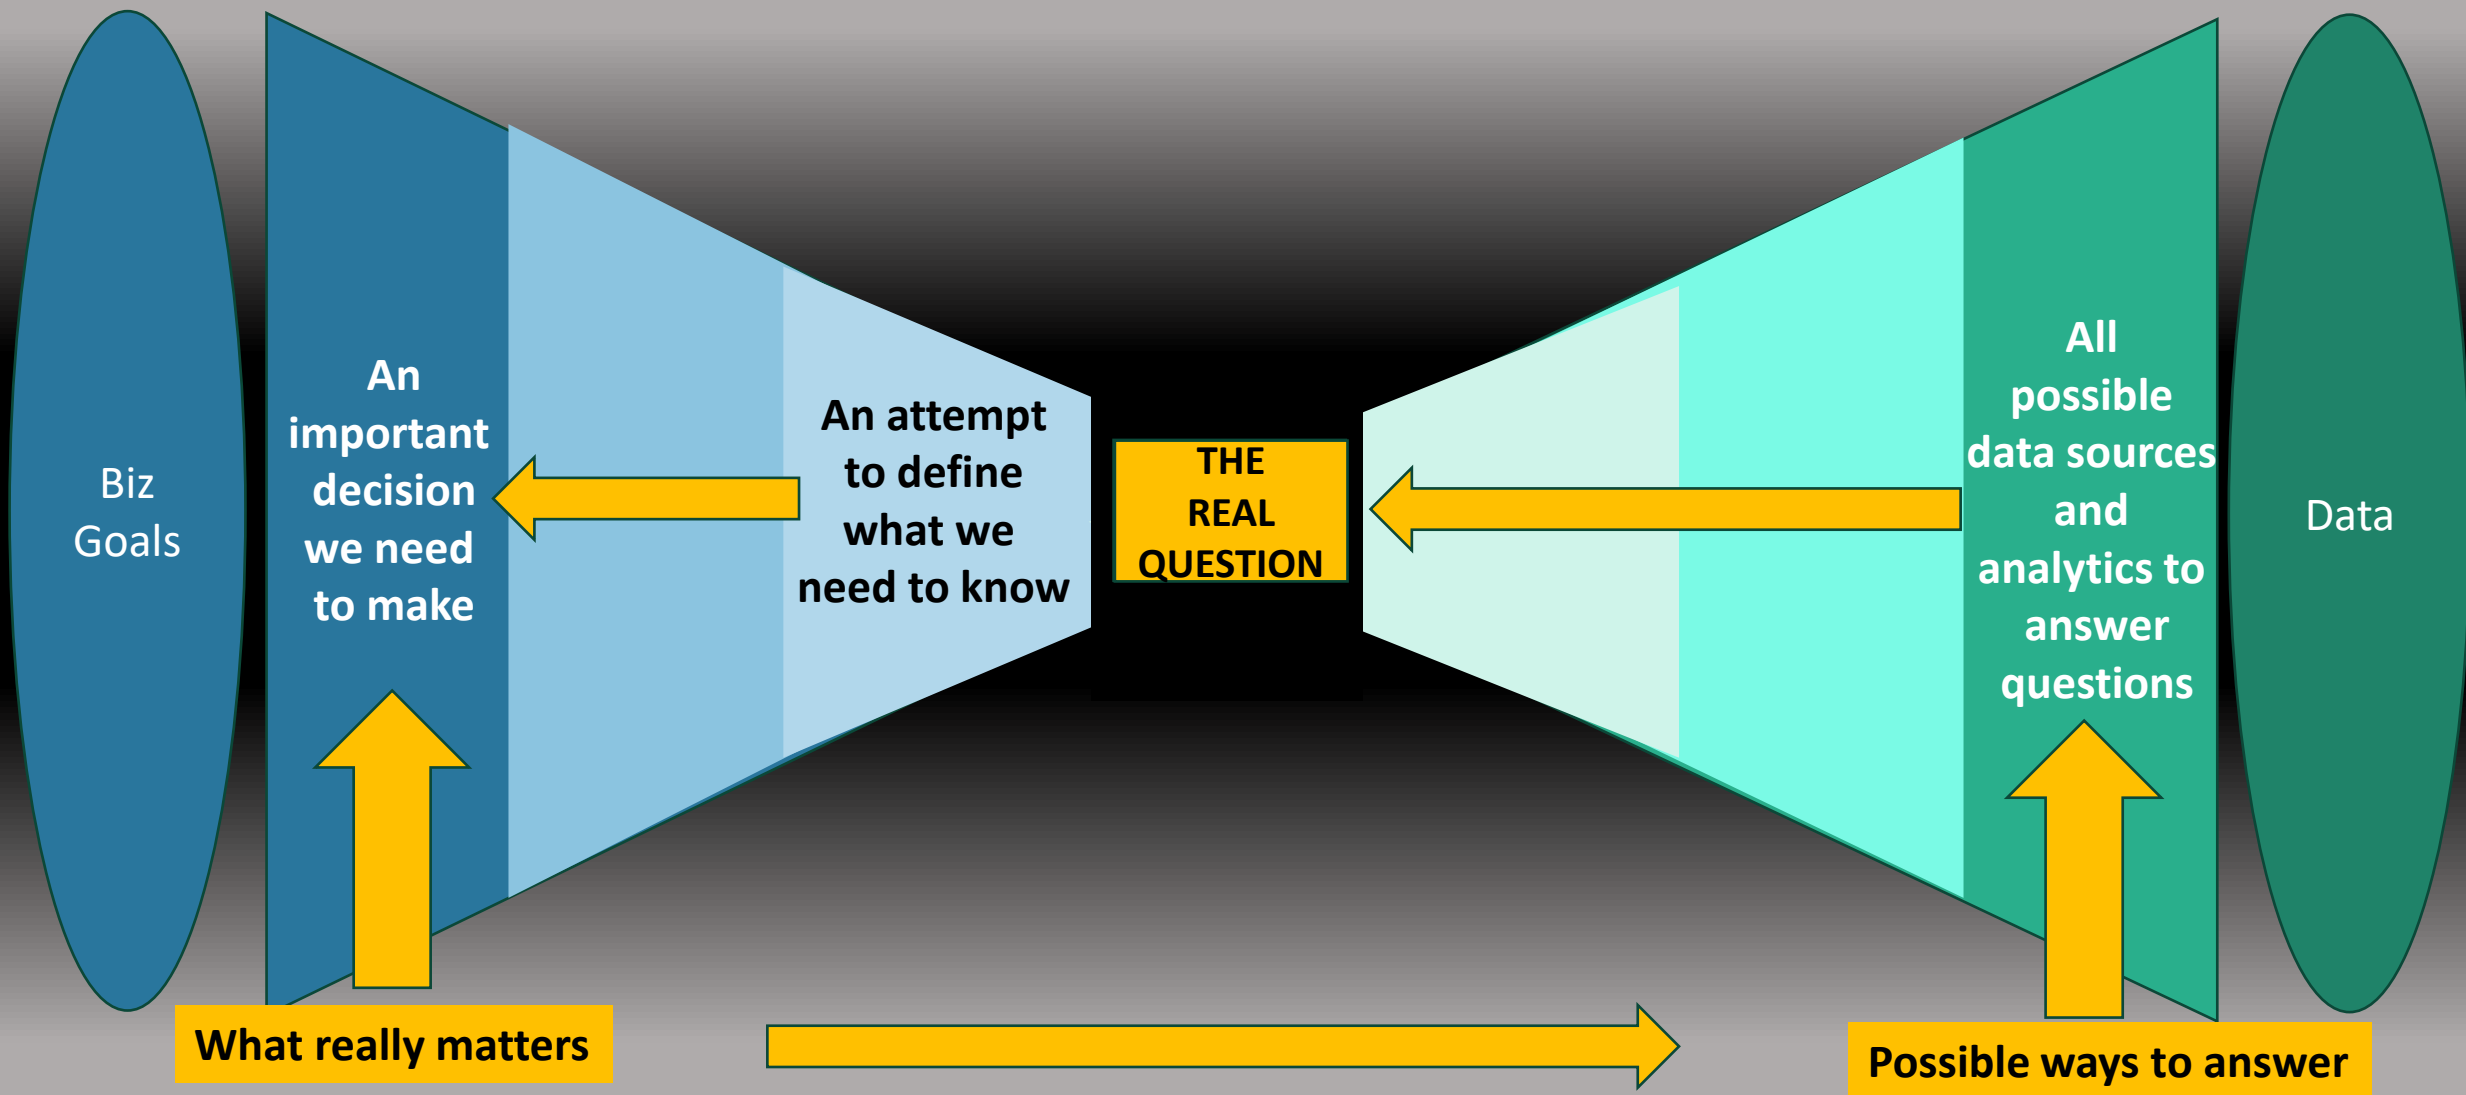 Biz
Goals
An
important
decision
we need
to make
An attempt
to define
what we
need to know
THE
REAL
QUESTION
All
possible
data sources
and
analytics to
answer
questions
Data
What really matters
Possible ways to answer